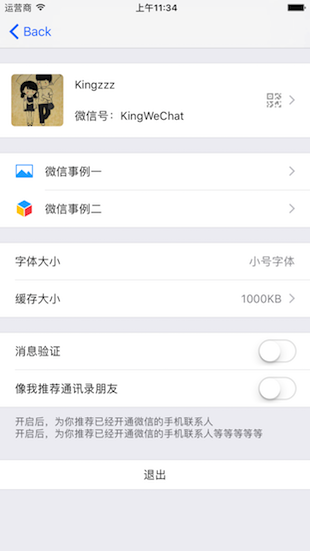 运营商 上午11:34
Back
Kingzzz
微信号：KingWeChat
微信事例一
微信事例二
字体大小 小号字体
缓存大小 1000KB
消息验证
像我推荐通讯录朋友
开启后，为你推荐已经开通微信的手机联系人
开启后，为你推荐已经开通微信的手机联系人等等等等等
退出